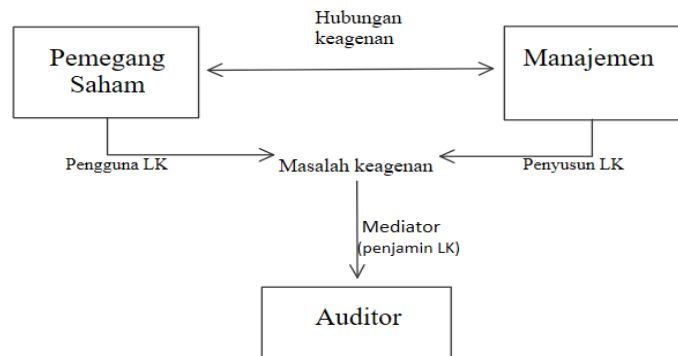 Hubungan
keagenan
Pemegang
Saham
Manajemen
Pengguna LK
Masalah keagenan
Penyusun LK
Mediator
(penjamin LK)
Auditor